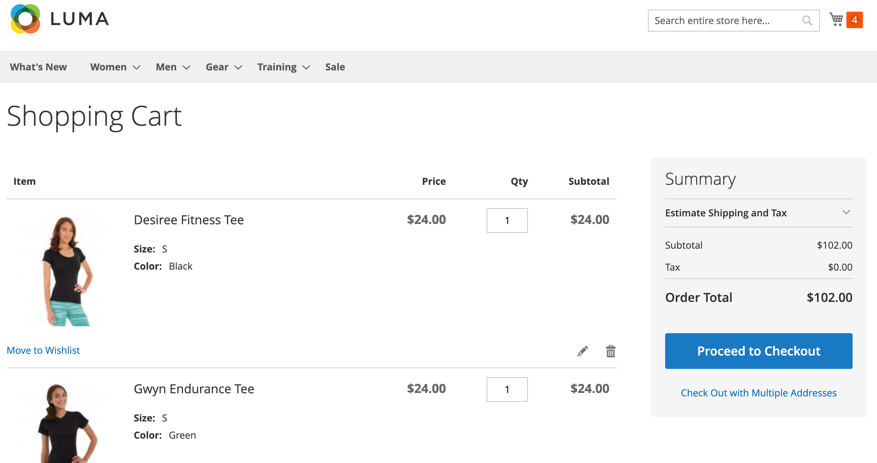 LUMA
Search entire store here...
4
What's New Women Men Gear Training Sale
Shopping Cart
Item Price Qty Subtotal
Desiree Fitness Tee $24.00 1 $24.00
Size: S
Color: Black
Move to Wishlist
Gwyn Endurance Tee $24.00 1 $24.00
Size: S
Color: Green
Summary
Estimate Shipping and Tax
Subtotal $102.00
Tax $0.00
Order Total $102.00
Proceed to Checkout
Check Out with Multiple Addresses